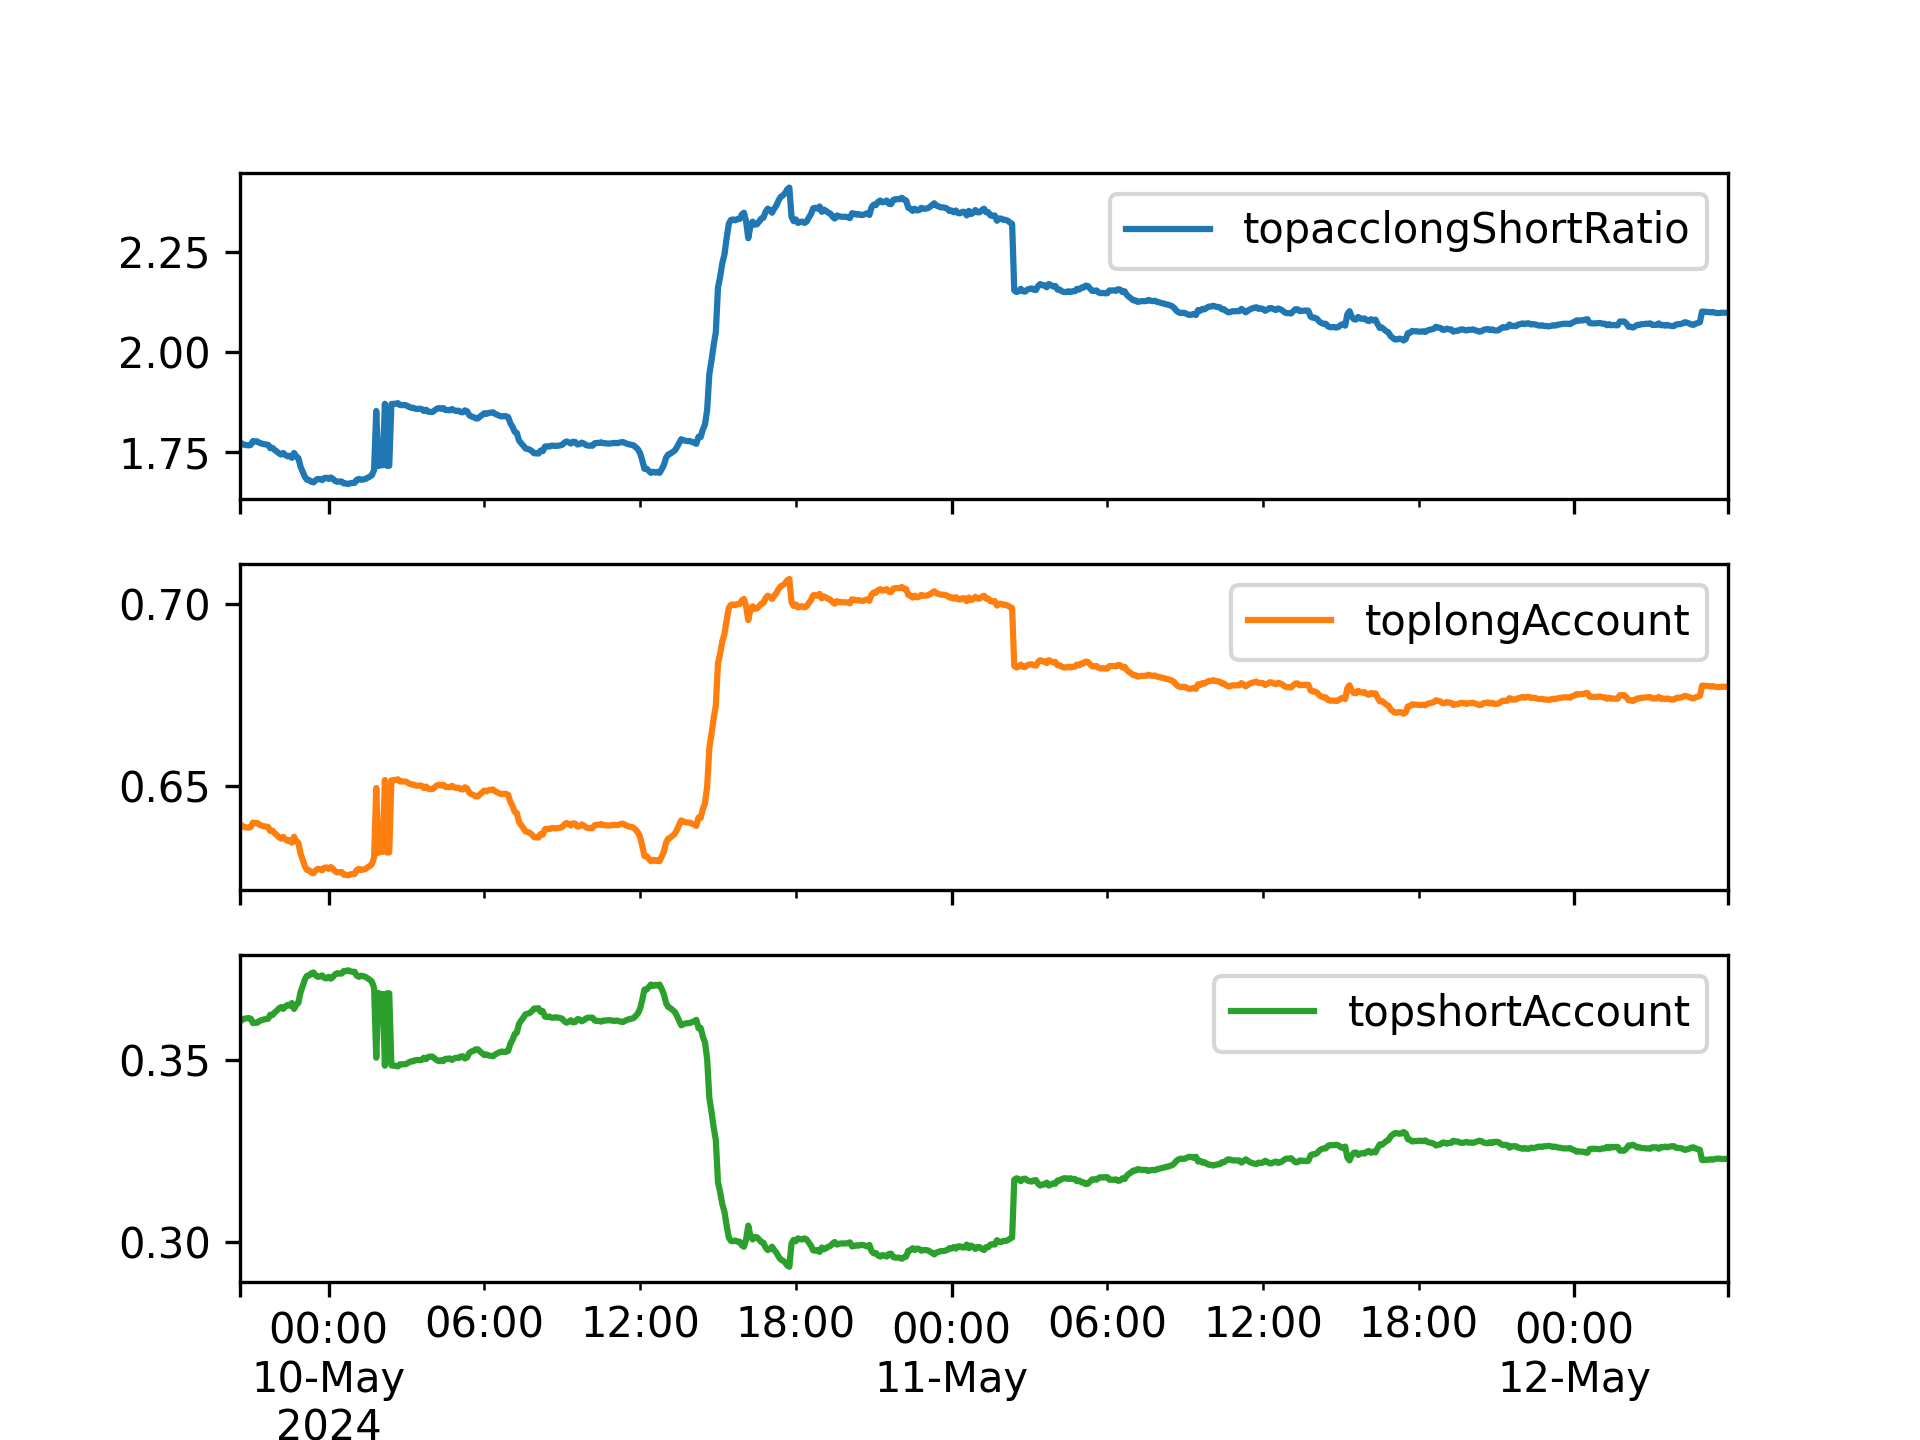 topacclongShortRatio
2.25
2.00
1.75
toplongAccount
0.70
0.65
topshortAccount
0.35
0.30
00:00 06:00 12:00 18:00 00:00 06:00 12:00 18:00 00:00
10-May 11-May 12-May
2024